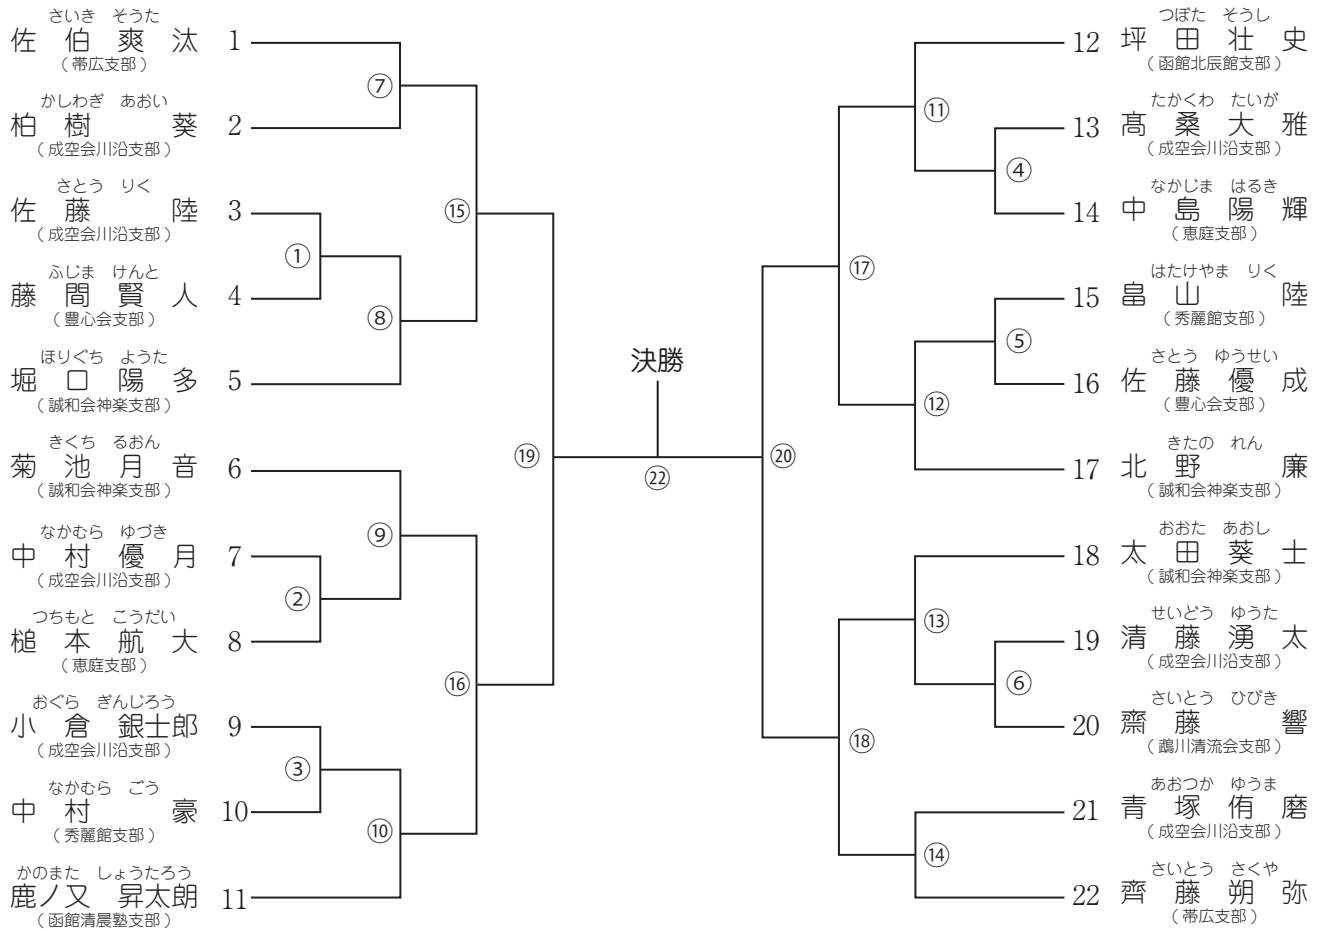 さいき　そうた
佐 伯 爽 汰　1
（帯広支部）
かしわぎ　あおい
柏 樹 葵　2
（成空会川沿支部）
さとう　りく
佐 藤 陸　3
（成空会川沿支部）
ふじま　けんと
藤 間 賢 人　4
（豊心会支部）
ほりぐち　ようた
堀 口 陽 多　5
（誠和会神楽支部）
きくち　るおん
菊 池 月 音　6
（誠和会神楽支部）
なかむら　ゆづき
中 村 優 月　7
（成空会川沿支部）
つちもと　こうだい
槌 本 航 大　8
（恵庭支部）
おぐら　ぎんじろう
小 倉 銀士郎　9
（成空会川沿支部）
なかむら　ごう
中 村 豪　10
（秀麗館支部）
かのまた　しょうたろう
鹿ノ又 昇太朗　11
（函館清晨塾支部）
⑦
①
⑧
⑨
②
③
⑩
⑮
⑯
⑲
決勝
㉒
⑳
⑰
⑱
⑪
④
⑤
⑫
⑬
⑥
⑭
つぼた　そうし
12　坪 田 壮 史
（函館北辰館支部）
たかくわ　たいが
13　髙 桑 大 雅
（成空会川沿支部）
なかじま　はるき
14　中 島 陽 輝
（恵庭支部）
はたけやま　りく
15　畠 山 陸
（秀麗館支部）
さとう　ゆうせい
16　佐 藤 優 成
（豊心会支部）
きたの　れん
17　北 野 廉
（誠和会神楽支部）
おおた　あおし
18　太 田 葵 士
（誠和会神楽支部）
せいどう　ゆうた
19　清 藤 湧 太
（成空会川沿支部）
さいとう　ひびき
20　齋 藤 響
（鵡川清流会支部）
あおつか　ゆうま
21　青 塚 侑 磨
（成空会川沿支部）
さいとう　さくや
22　齊 藤 朔 弥
（帯広支部）